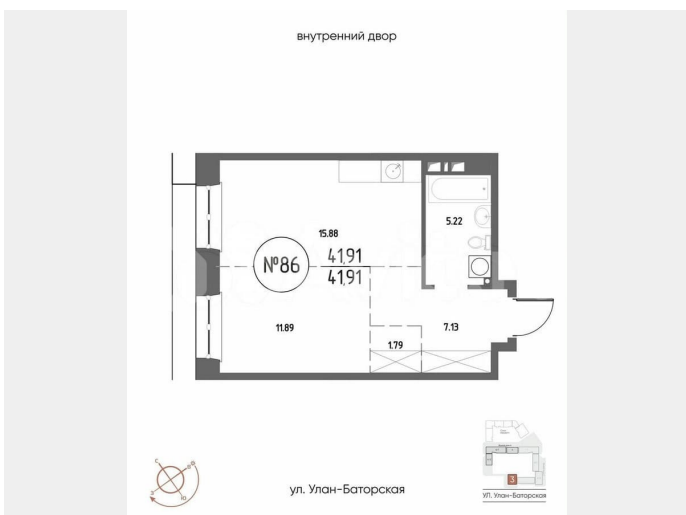 внутренний двор
15.88
5.22
№86
41,91
41,91
11.89
1.79
7.13
С
В
З
Ю
3
ул. Улан-Баторская
УЛ. Улан-Баторская